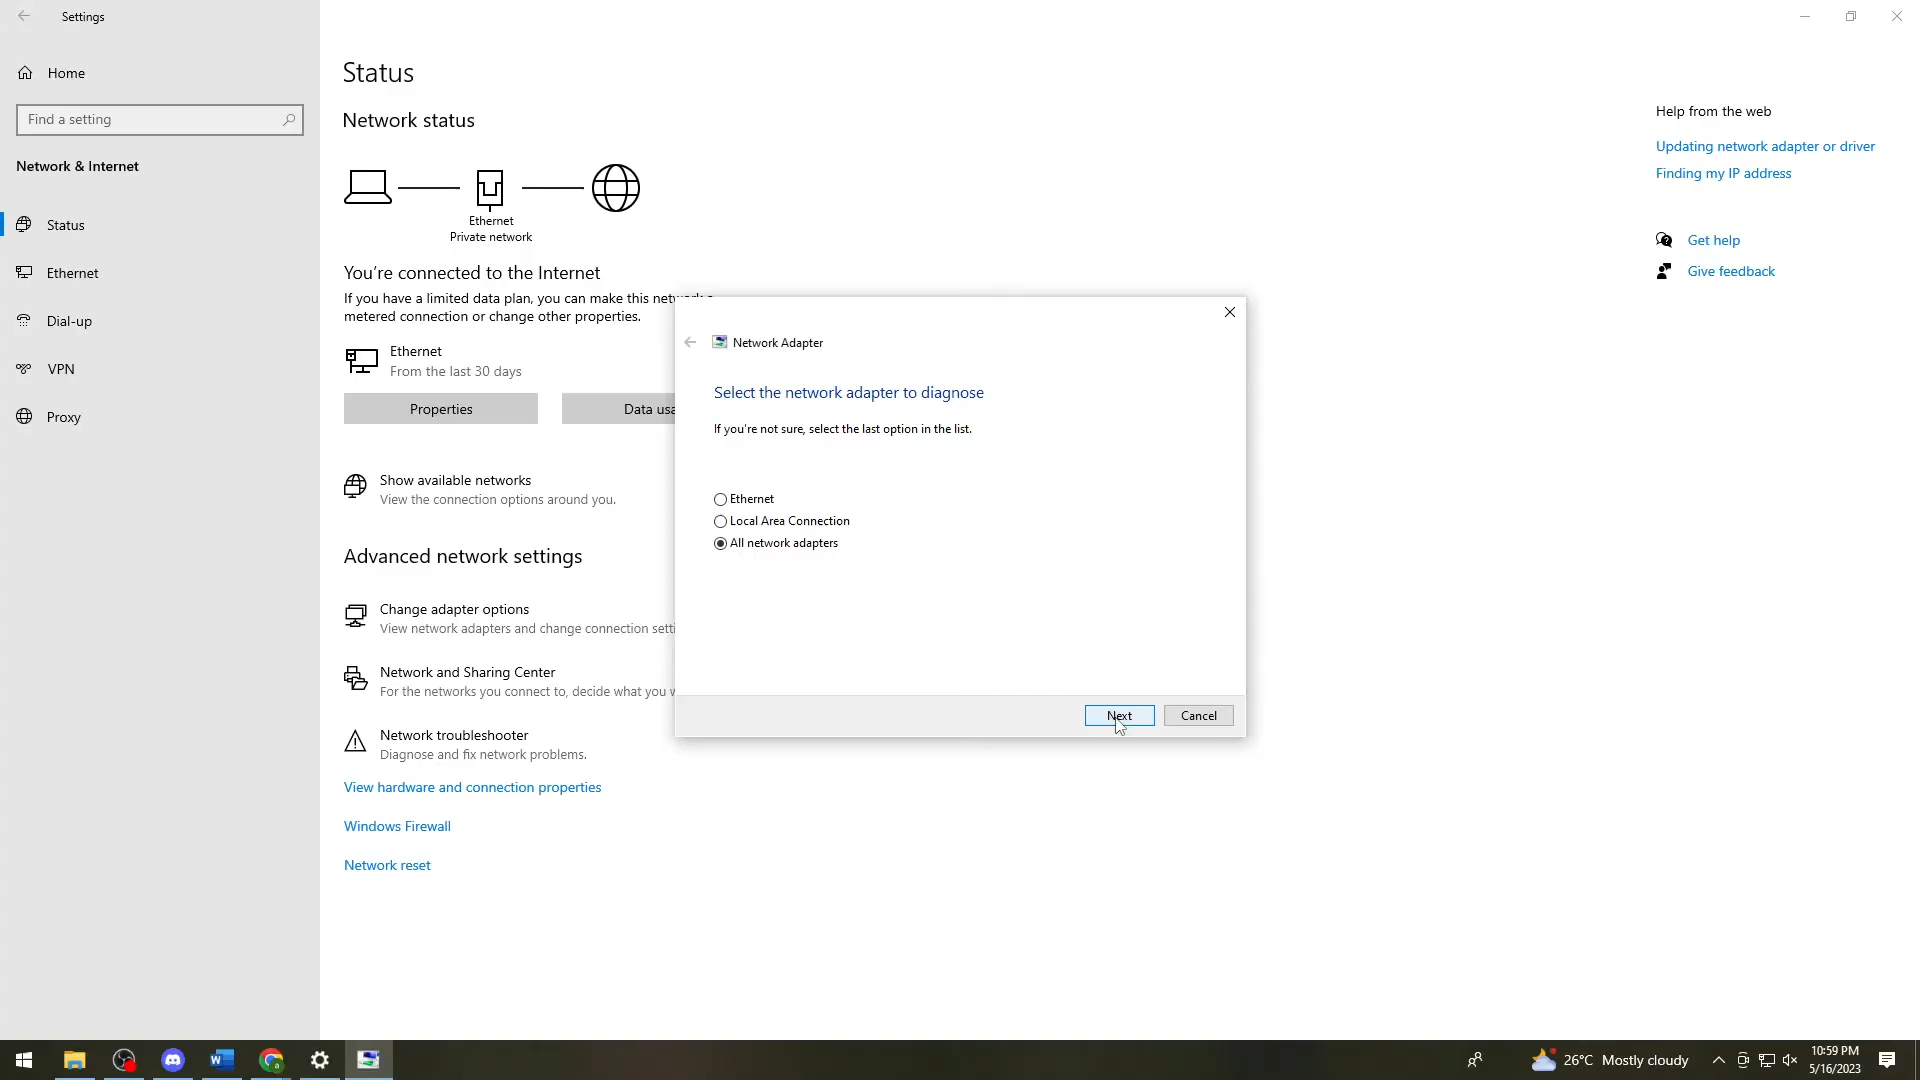 Settings
Home
Find a setting
Network & Internet
Status
Ethernet
Dial-up
VPN
Proxy
Status
Network status
Ethernet
Private network
You're connected to the Internet
If you have a limited data plan, you can make this network a
metered connection or change other properties.
Ethernet
From the last 30 days
Properties
Data usa
Show available networks
View the connection options around you.
Advanced network settings
Change adapter options
View network adapters and change connection setti
Network and Sharing Center
For the networks you connect to, decide what you w
Network troubleshooter
Diagnose and fix network problems.
View hardware and connection properties
Windows Firewall
Network reset
Network Adapter
Select the network adapter to diagnose
If you're not sure, select the last option in the list.
Ethernet
Local Area Connection
All network adapters
Next
Cancel
Help from the web
Updating network adapter or driver
Finding my IP address
Get help
Give feedback
26°C Mostly cloudy
10:59 PM
5/16/2023